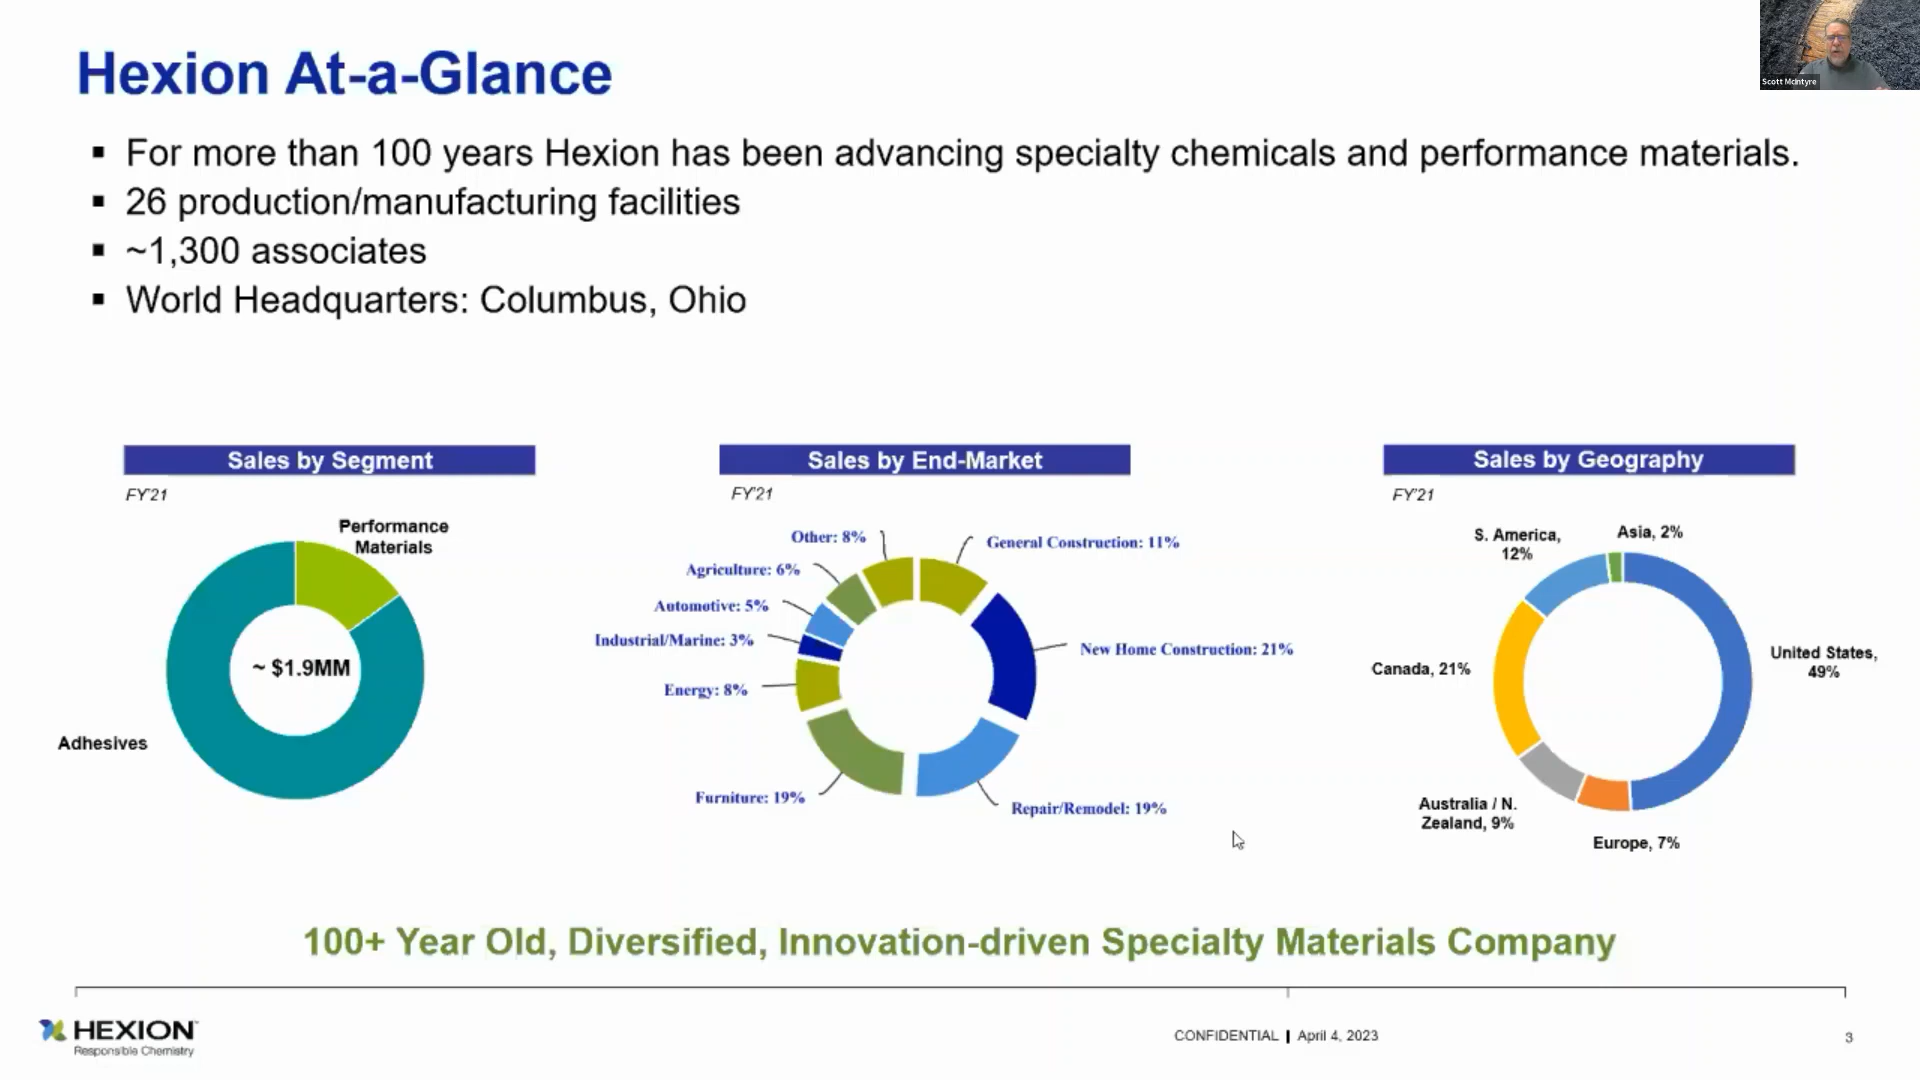 Hexion At-a-Glance
Scott McIntyre
▪ For more than 100 years Hexion has been advancing specialty chemicals and performance materials.
▪ 26 production/manufacturing facilities
▪ ~1,300 associates
▪ World Headquarters: Columbus, Ohio
Sales by Segment
FY'21
Performance
Materials
~ $1.9MM
Adhesives
Sales by End-Market
FY'21
Other: 8%
General Construction: 11%
Agriculture: 6%
Automotive: 5%
Industrial/Marine: 3%
New Home Construction: 21%
Energy: 8%
Furniture: 19%
Repair/Remodel: 19%
Sales by Geography
FY'21
S. America,
12%
Asia, 2%
Canada, 21%
United States,
49%
Australia / N.
Zealand, 9%
Europe, 7%
100+ Year Old, Diversified, Innovation-driven Specialty Materials Company
HEXION™
Responsible Chemistry
CONFIDENTIAL | April 4, 2023
3